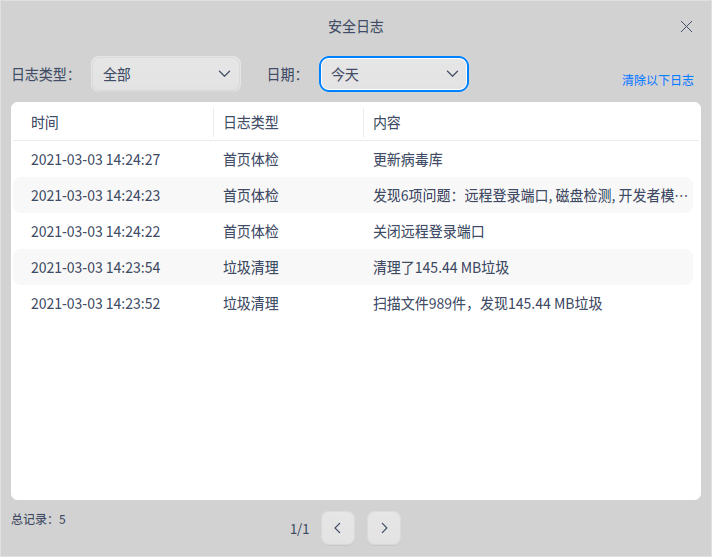 安全日志
日志类型： 全部 日期： 今天 清除以下日志
时间 日志类型 内容
2021-03-03 14:24:27 首页体检 更新病毒库
2021-03-03 14:24:23 首页体检 发现6项问题：远程登录端口, 磁盘检测, 开发者模…
2021-03-03 14:24:22 首页体检 关闭远程登录端口
2021-03-03 14:23:54 垃圾清理 清理了145.44 MB垃圾
2021-03-03 14:23:52 垃圾清理 扫描文件989件，发现145.44 MB垃圾
总记录：5
1/1